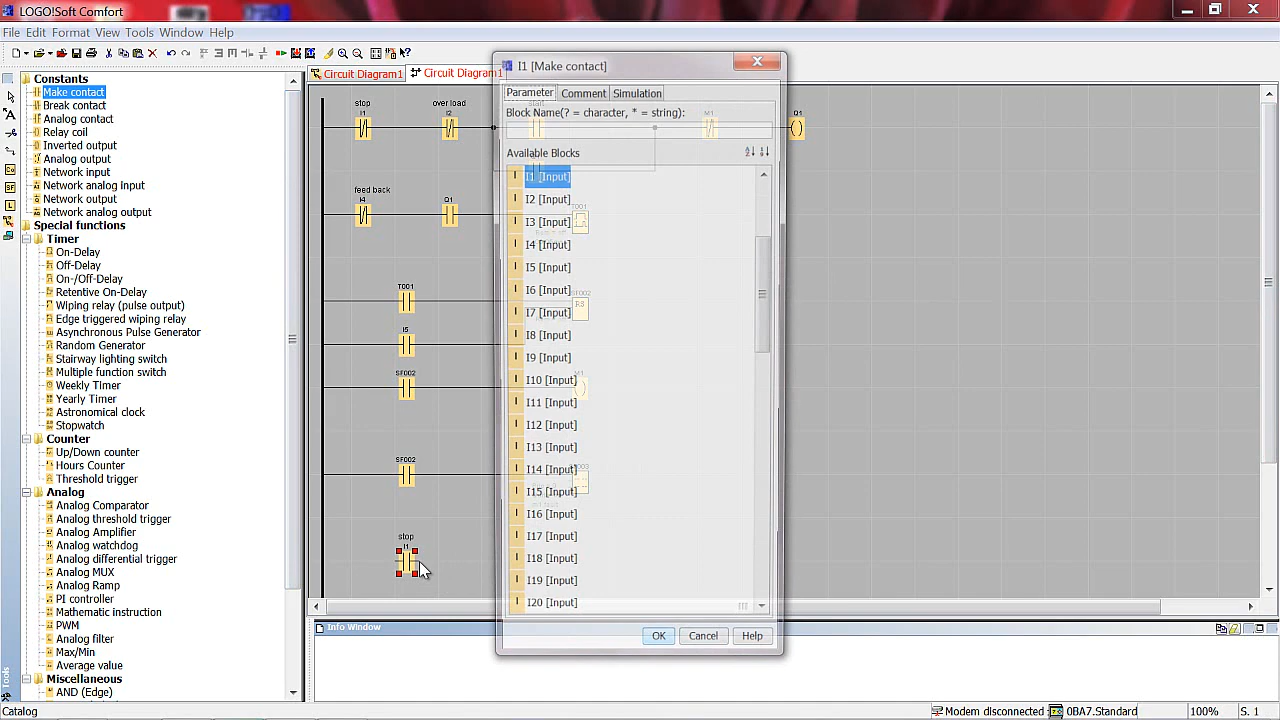 LOGO!Soft Comfort
File Edit Format View Tools Window Help
Constants
Make contact
Break contact
Analog contact
Relay coil
Inverted output
Analog output
Network input
Network analog input
Network output
Network analog output
Special functions
Timer
On-Delay
Off-Delay
On-/Off-Delay
Retentive On-Delay
Wiping relay (pulse output)
Edge triggered wiping relay
Asynchronous Pulse Generator
Random Generator
Stairway lighting switch
Multiple function switch
Weekly Timer
Yearly Timer
Astronomical clock
Stopwatch
Counter
Up/Down counter
Hours Counter
Threshold trigger
Analog
Analog Comparator
Analog threshold trigger
Analog Amplifier
Analog watchdog
Analog differential trigger
Analog MUX
Analog Ramp
PI controller
Mathematic instruction
PWM
Analog filter
Max/Min
Average value
Miscellaneous
AND (Edge)
Circuit Diagram1 Circuit Diagram1
stop
I1
over load
I2
start
M1
Q1
feed back
I4
Q1
T001
I5
SF002
RS
M1
SF002
stop
I1
I1 [Make contact]
Parameter Comment Simulation
Block Name(? = character, * = string):
Available Blocks
I1 [Input]
I2 [Input]
I3 [Input]
I4 [Input]
I5 [Input]
I6 [Input]
I7 [Input]
I8 [Input]
I9 [Input]
I10 [Input]
I11 [Input]
I12 [Input]
I13 [Input]
I14 [Input]
I15 [Input]
I16 [Input]
I17 [Input]
I18 [Input]
I19 [Input]
I20 [Input]
OK Cancel Help
Info Window
Tools
Catalog
Modem disconnected 0BA7.Standard 100% S. 1